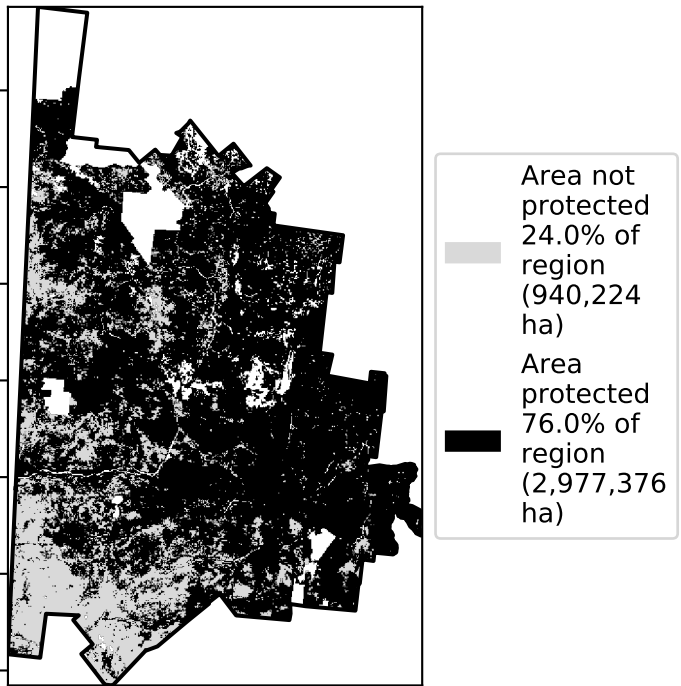 Area not
protected
24.0% of
region
(940,224
ha)
Area
protected
76.0% of
region
(2,977,376
ha)